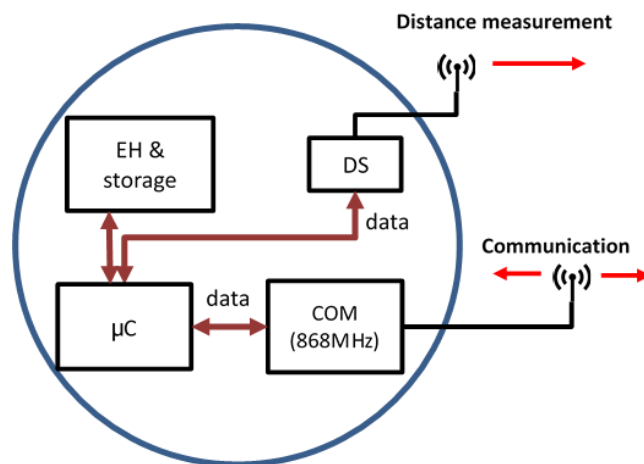 Distance measurement
EH &
storage
DS
data
Communication
data
µC
COM
(868MHz)